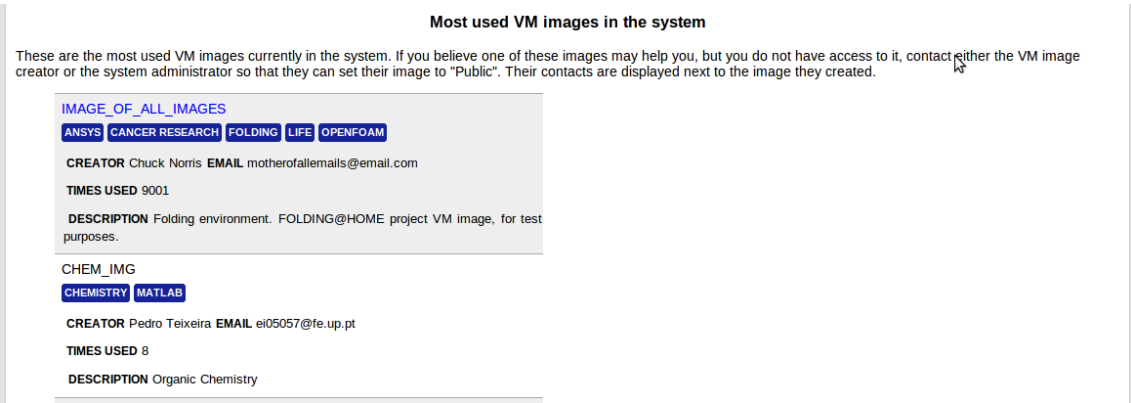 Most used VM images in the system
These are the most used VM images currently in the system. If you believe one of these images may help you, but you do not have access to it, contact either the VM image
creator or the system administrator so that they can set their image to "Public". Their contacts are displayed next to the image they created.
IMAGE_OF_ALL_IMAGES
ANSYS CANCER RESEARCH FOLDING LIFE OPENFOAM
CREATOR Chuck Norris EMAIL motherofallemails@email.com
TIMES USED 9001
DESCRIPTION Folding environment. FOLDING@HOME project VM image, for test
purposes.
CHEM_IMG
CHEMISTRY MATLAB
CREATOR Pedro Teixeira EMAIL ei05057@fe.up.pt
TIMES USED 8
DESCRIPTION Organic Chemistry